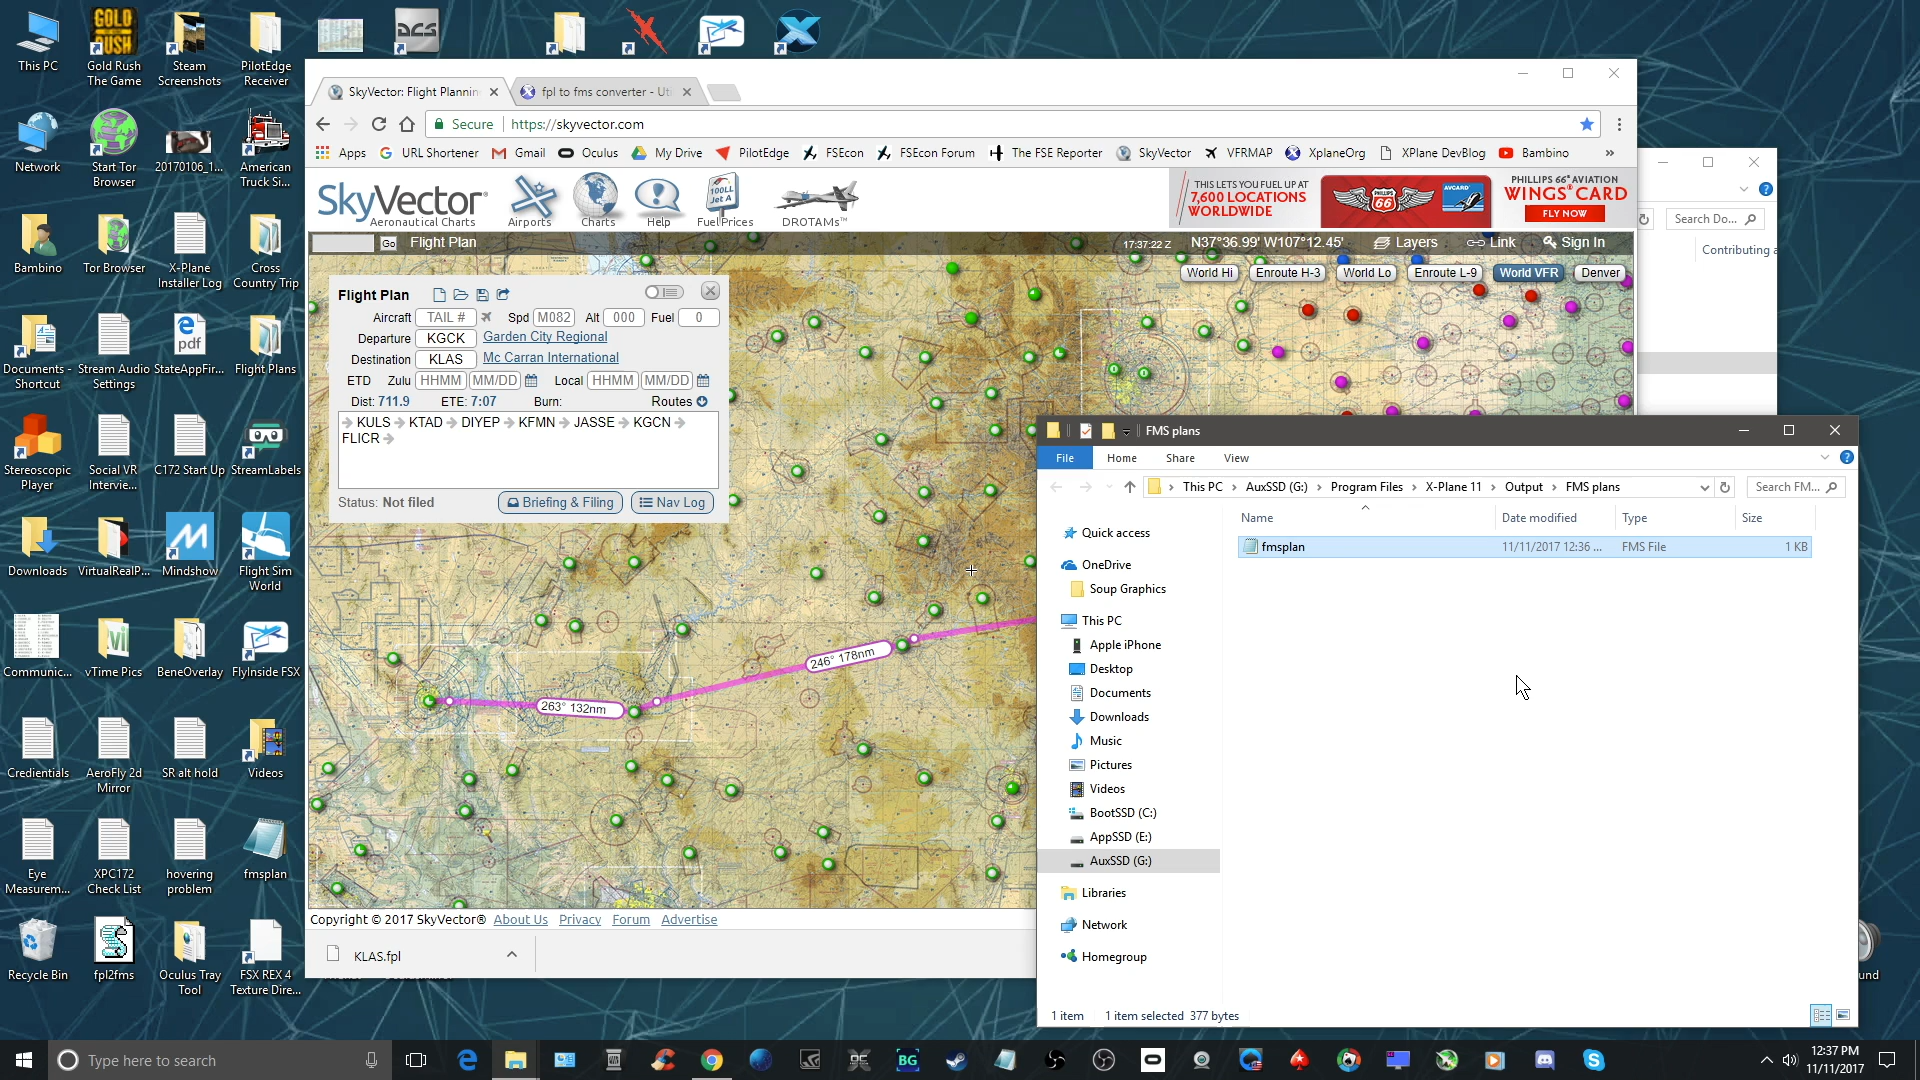 This PC
Gold Rush
The Game
Steam
Screenshots
PilotEdge
Receiver
Network
Start Tor
Browser
20170106_1...
American
Truck Si...
Bambino
Tor Browser
X-Plane
Installer Log
Cross
Country Trip
Documents -
Shortcut
Stream Audio
Settings
StateAppFir...
Flight Plans
Stereoscopic
Player
Social VR
Intervie...
C172 Start Up
StreamLabels
Downloads
VirtualRealP...
Mindshow
Flight Sim
World
Communic...
vTime Pics
BeneOverlay
FlyInside FSX
Credentials
AeroFly 2d
Mirror
SR alt hold
Videos
Eye
Measurem...
XPC172
Check List
hovering
problem
fmsplan
Recycle Bin
fpl2fms
Oculus Tray
Tool
FSX REX 4
Texture Dire...
GOLD
RUSH
DCS
SkyVector: Flight Plannin
fpl to fms converter - Uti
Secure
https://skyvector.com
Apps
URL Shortener
Gmail
Oculus
My Drive
PilotEdge
FSEcon
FSEcon Forum
The FSE Reporter
SkyVector
VFRMAP
XplaneOrg
XPlane DevBlog
Bambino
»
SkyVector®
Aeronautical Charts
Airports
Charts
Help
100LL
Jet A
Fuel Prices
DROTAMs™
THIS LETS YOU FUEL UP AT
7,600 LOCATIONS
WORLDWIDE
PHILLIPS
66
AVCARD
PHILLIPS 66® AVIATION
WINGS®CARD
FLY NOW
Go
Flight Plan
17:37:22 Z
N37°36.99' W107°12.45'
Layers
Link
Sign In
World Hi
Enroute H-3
World Lo
Enroute L-9
World VFR
Denver
Flight Plan
Aircraft TAIL # Spd M082 Alt 000 Fuel 0
Departure KGCK Garden City Regional
Destination KLAS Mc Carran International
ETD Zulu HHMM MM/DD Local HHMM MM/DD
Dist: 711.9 ETE: 7:07 Burn: Routes
KULS KTAD DIYEP KFMN JASSE KGCN
FLICR
Status: Not filed
Briefing & Filing
Nav Log
246° 178nm
263° 132nm
Copyright © 2017 SkyVector® About Us Privacy Forum Advertise
KLAS.fpl
Search Do...
Contributing a
FMS plans
File
Home
Share
View
This PC › AuxSSD (G:) › Program Files › X-Plane 11 › Output › FMS plans
Search FM...
Name
Date modified
Type
Size
fmsplan
11/11/2017 12:36 ...
FMS File
1 KB
Quick access
OneDrive
Soup Graphics
This PC
Apple iPhone
Desktop
Documents
Downloads
Music
Pictures
Videos
BootSSD (C:)
AppSSD (E:)
AuxSSD (G:)
Libraries
Network
Homegroup
1 item
1 item selected 377 bytes
und
Type here to search
BG
12:37 PM
11/11/2017